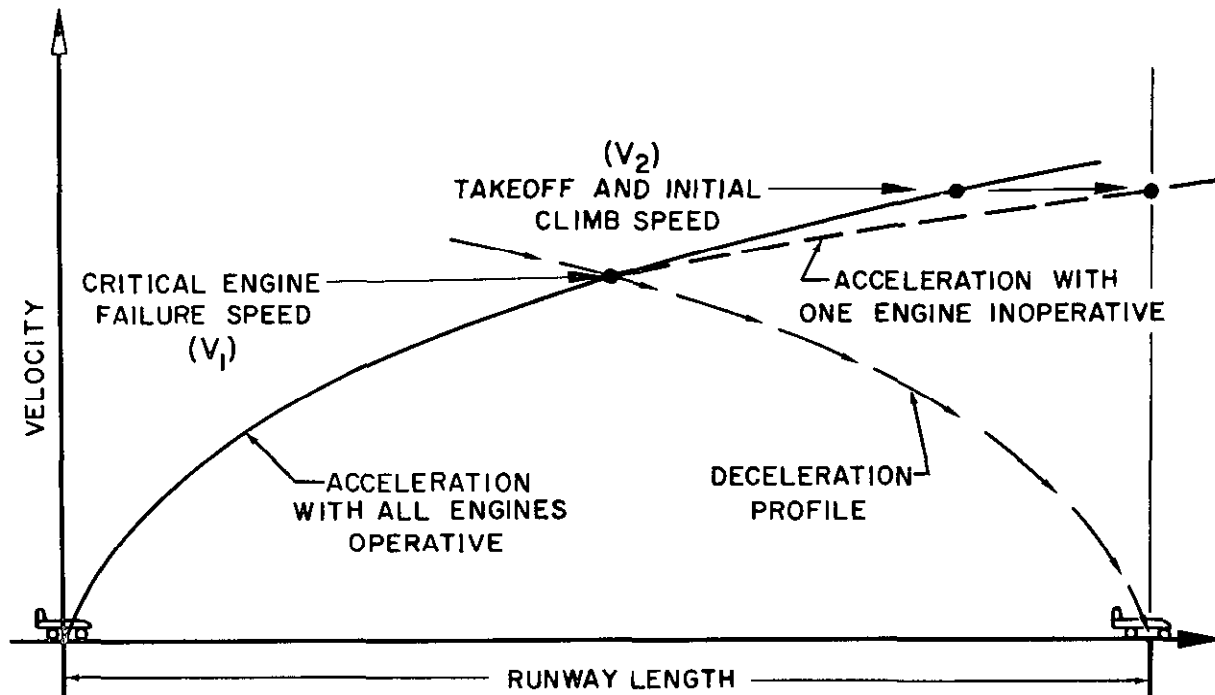 (V2)
TAKEOFF AND INITIAL
CLIMB SPEED
CRITICAL ENGINE
FAILURE SPEED
(V1)
ACCELERATION WITH
ONE ENGINE INOPERATIVE
VELOCITY
ACCELERATION
WITH ALL ENGINES
OPERATIVE
DECELERATION
PROFILE
RUNWAY LENGTH